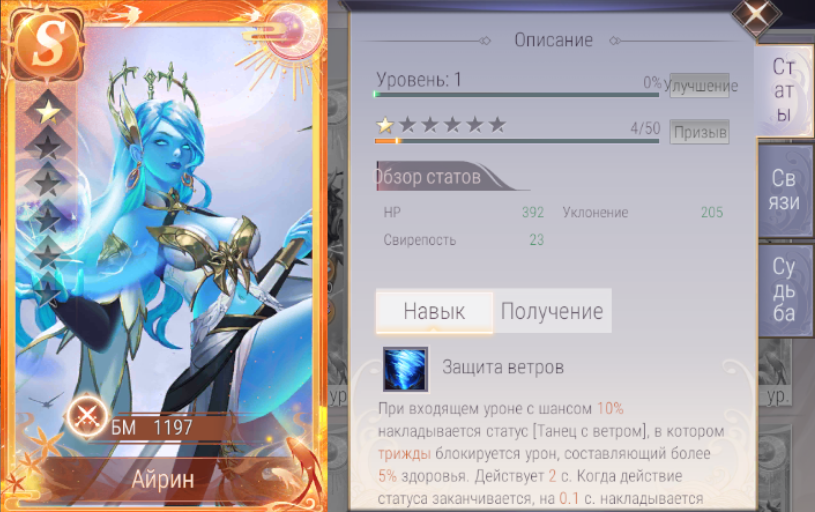 S
БМ 1197
Айрин
Описание
Уровень: 1
0%
Улучшение
4/50
Призыв
Обзор статов
HP 392 Уклонение 205
Свирепость 23
Навык Получение
Защита ветров
При входящем уроне с шансом 10%
накладывается статус [Танец с ветром], в котором
трижды блокируется урон, составляющий более
5% здоровья. Действует 2 с. Когда действие
статуса заканчивается, на 0.1 с. накладывается
Ст
ат
ы
Св
язи
Су
дь
ба
ур
ур.